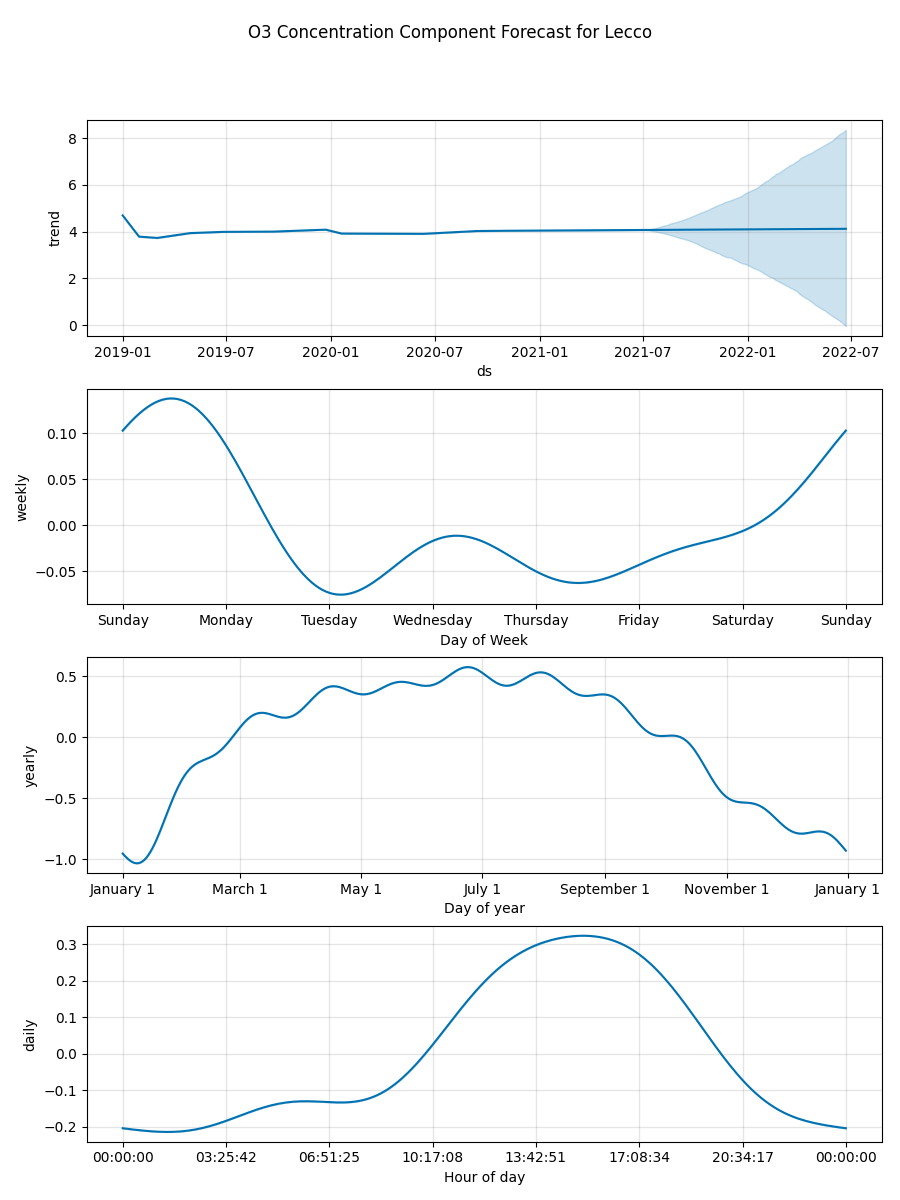 O3 Concentration Component Forecast for Lecco
8
6
4
2
0
trend
2019-01 2019-07 2020-01 2020-07 2021-01 2021-07 2022-01 2022-07
ds
0.10
0.05
0.00
−0.05
weekly
Sunday Monday Tuesday Wednesday Thursday Friday Saturday Sunday
Day of Week
0.5
0.0
−0.5
−1.0
yearly
January 1 March 1 May 1 July 1 September 1 November 1 January 1
Day of year
0.3
0.2
0.1
0.0
−0.1
−0.2
daily
00:00:00 03:25:42 06:51:25 10:17:08 13:42:51 17:08:34 20:34:17 00:00:00
Hour of day